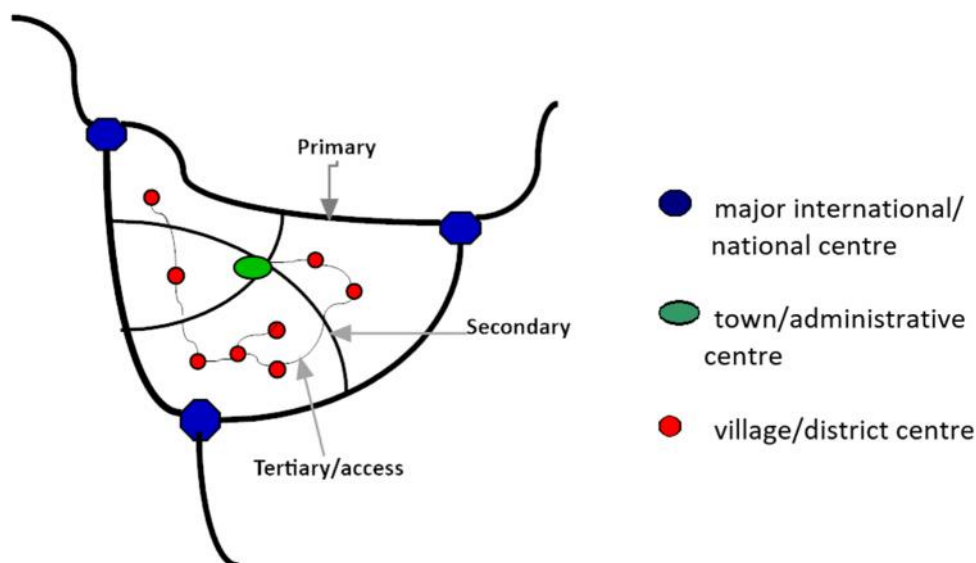 Primary
Secondary
Tertiary/access
major international/
national centre
town/administrative
centre
village/district centre